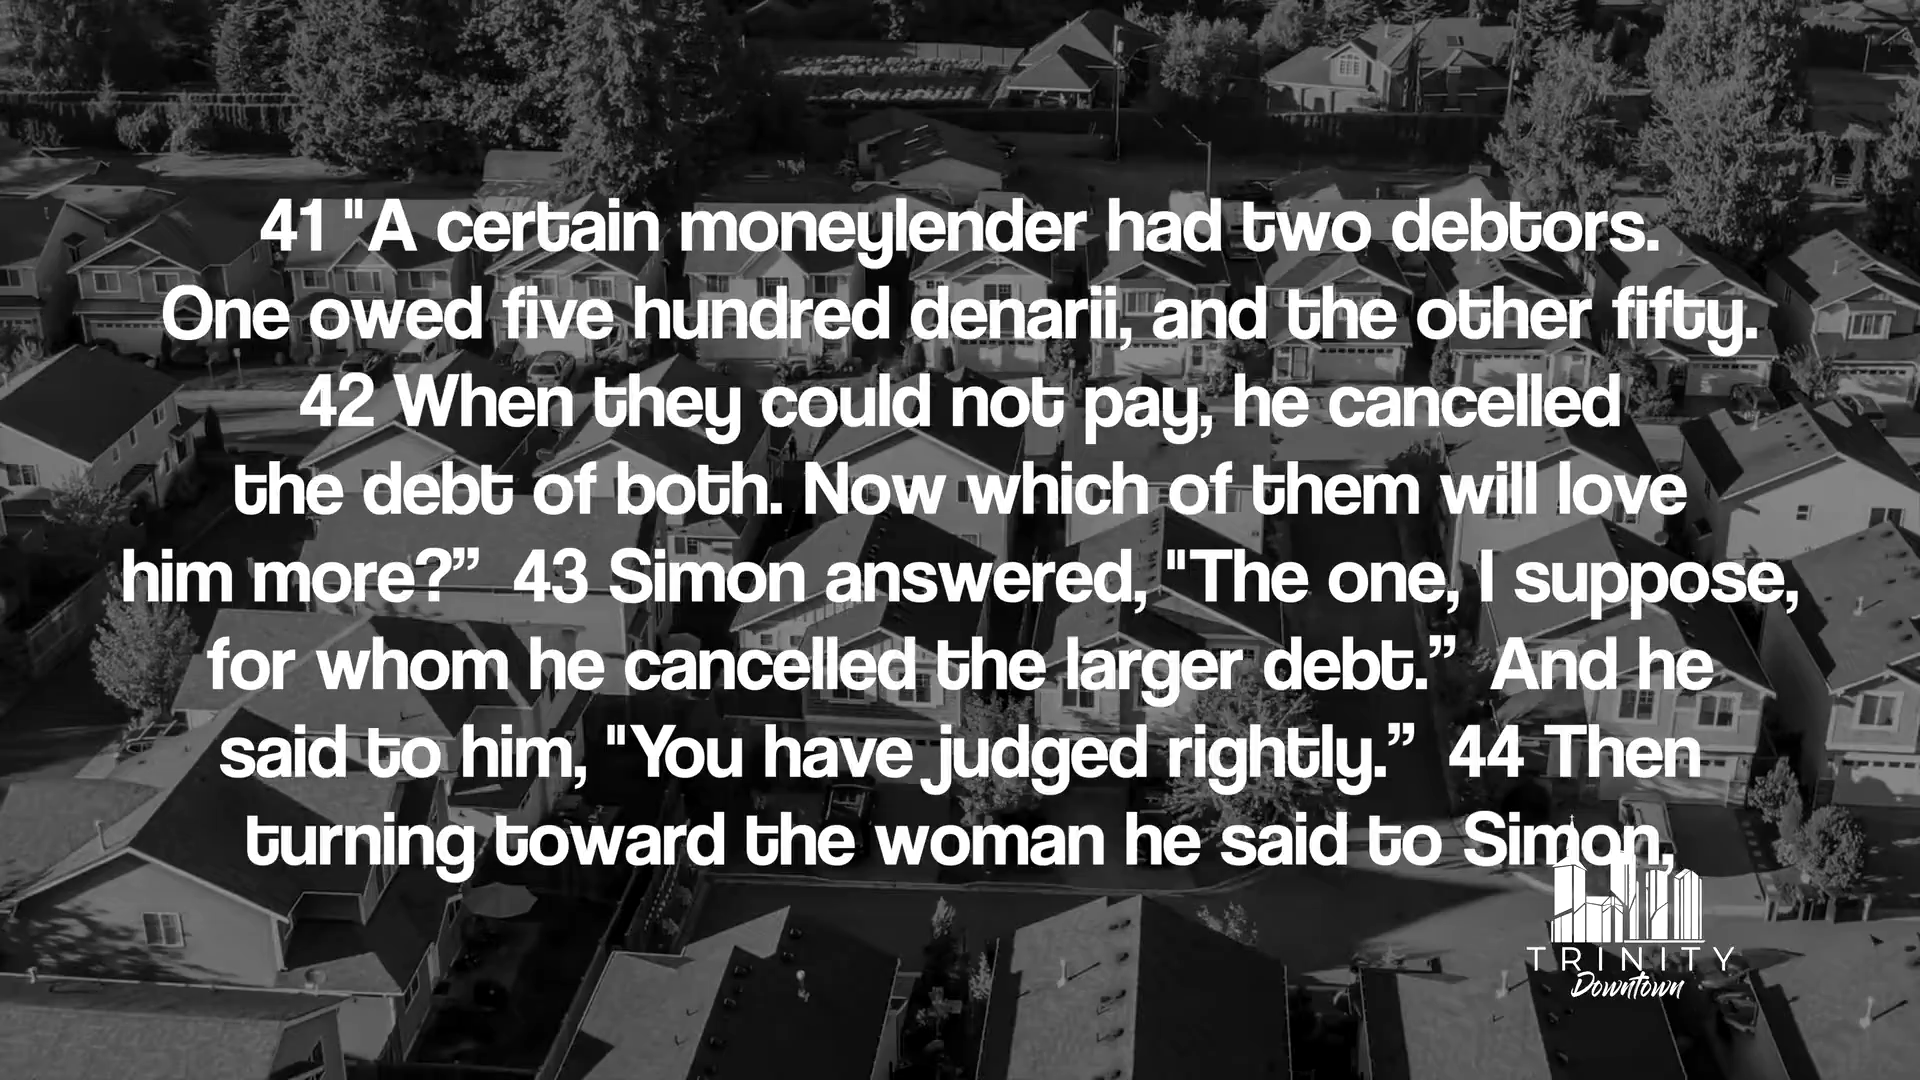 41 "A certain moneylender had two debtors.
One owed five hundred denarii, and the other fifty.
42 When they could not pay, he cancelled
the debt of both. Now which of them will love
him more?” 43 Simon answered, "The one, I suppose,
for whom he cancelled the larger debt.” And he
said to him, "You have judged rightly.” 44 Then
turning toward the woman he said to Simon,
TRINITY
Downtown